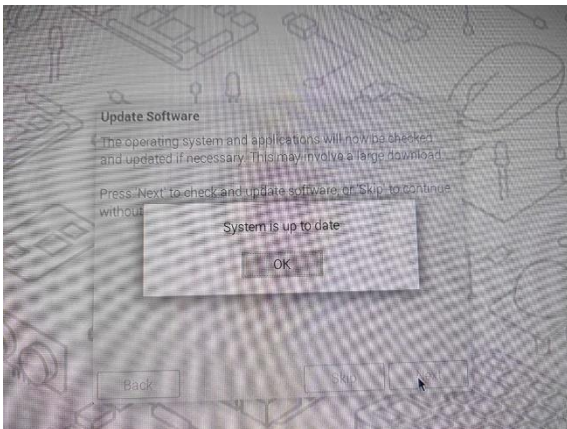 Update Software
The operating system and applications will now be checked
and updated if necessary. This may involve a large download.
Press 'Next' to check and update software, or 'Skip' to continue
without
System is up to date
OK
Back
Skip
Next